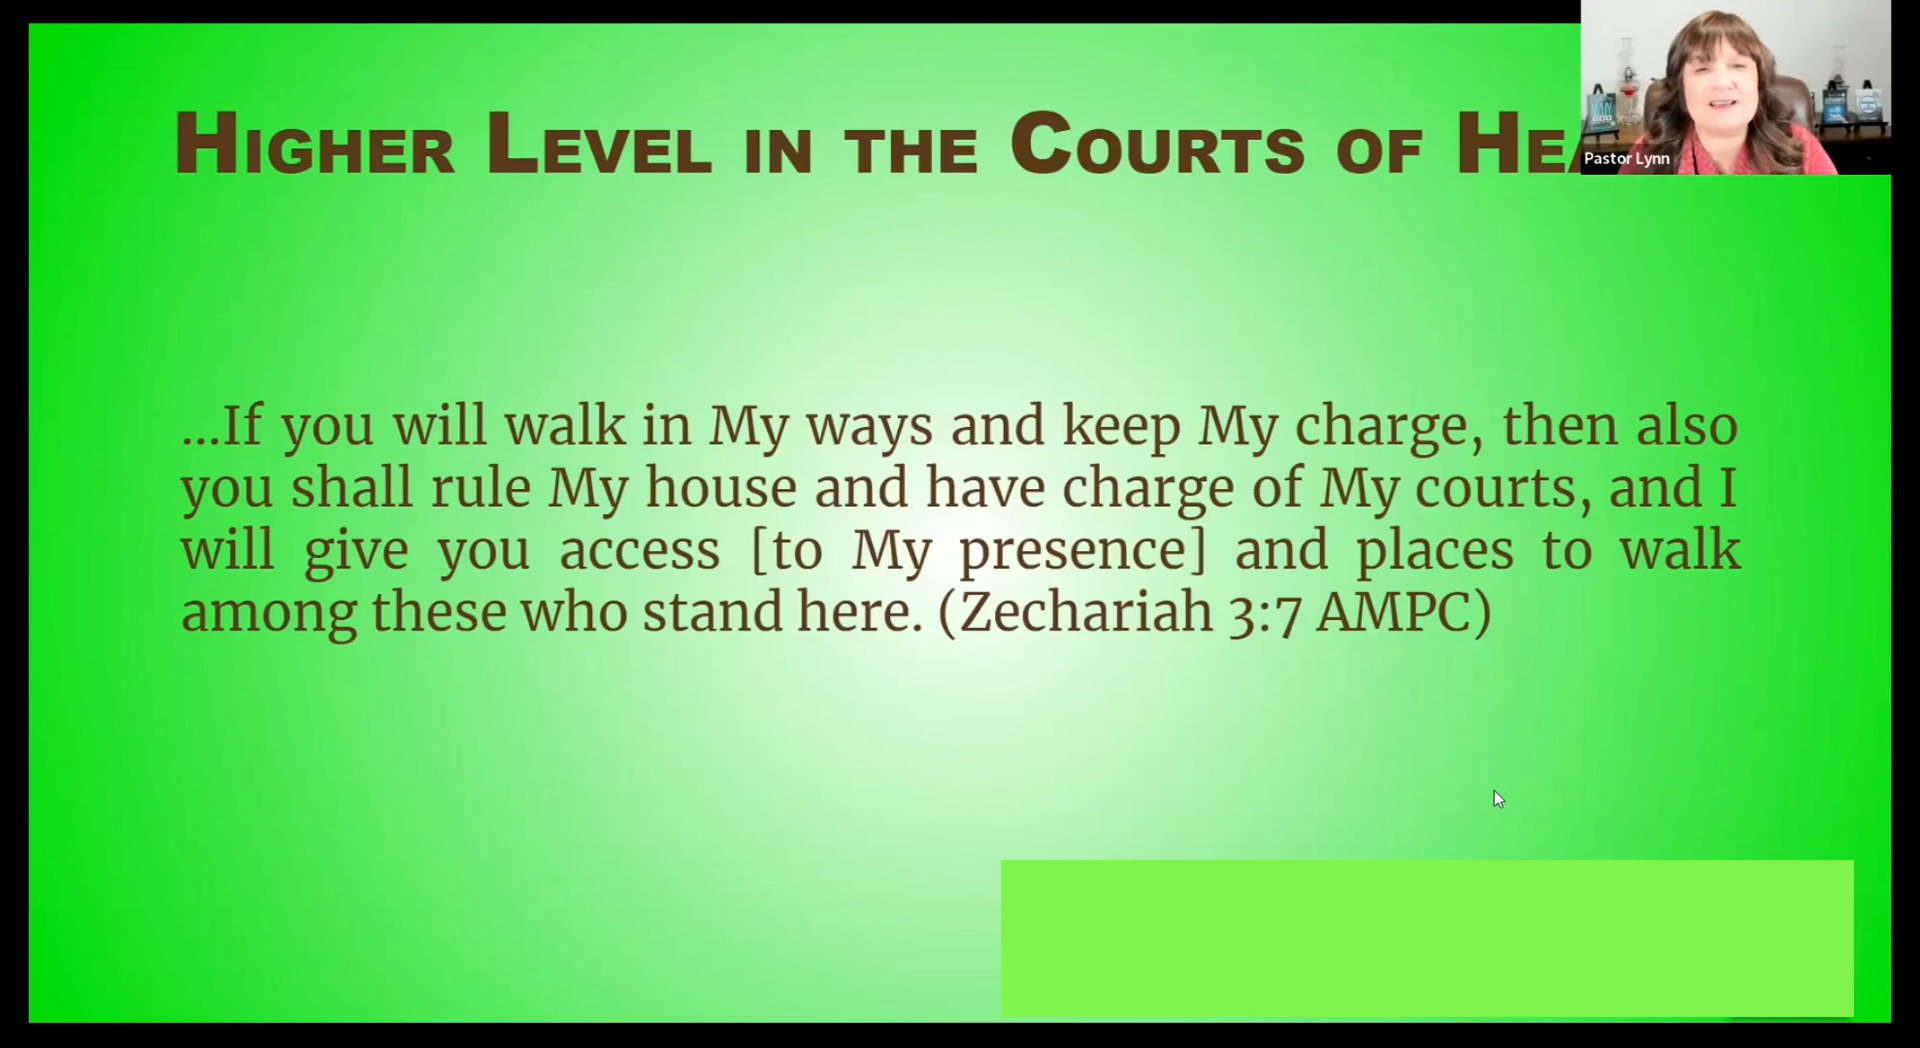 HIGHER LEVEL IN THE COURTS OF
Pastor Lynn
...If you will walk in My ways and keep My charge, then also
you shall rule My house and have charge of My courts, and I
will give you access [to My presence] and places to walk
among these who stand here. (Zechariah 3:7 AMPC)